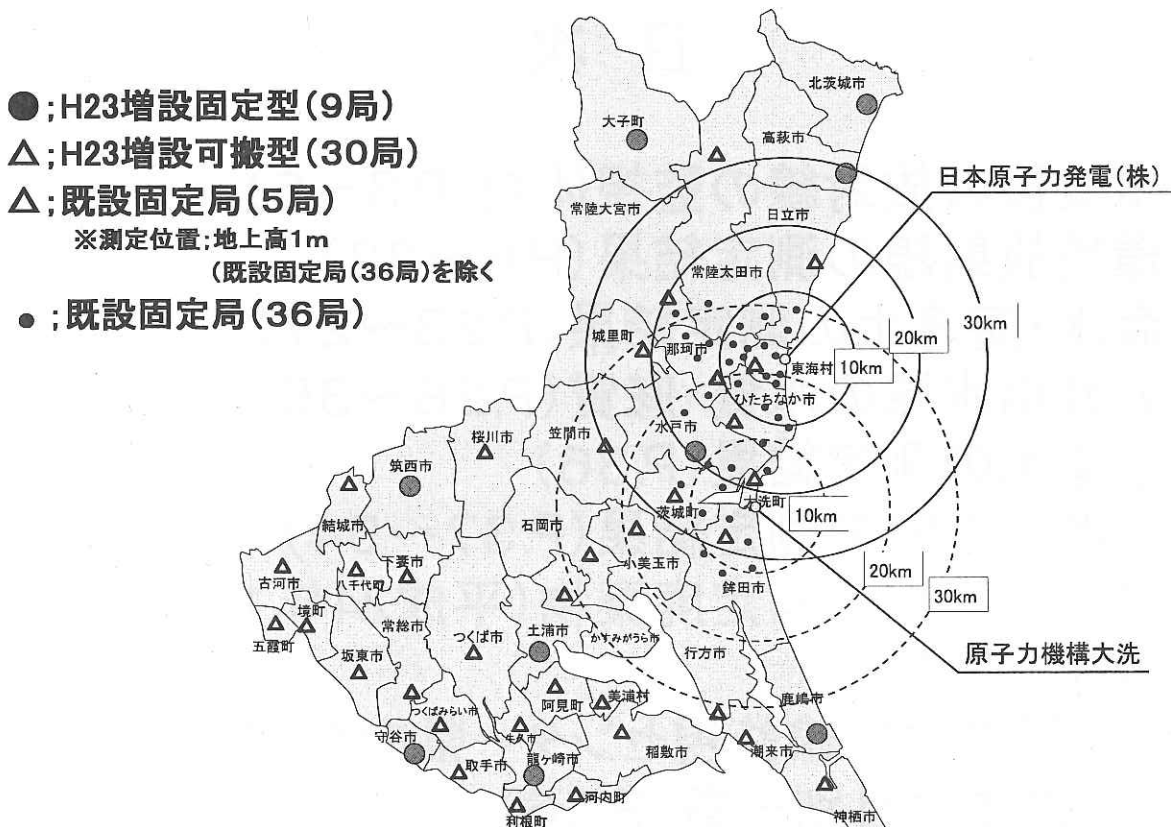 ●;H23増設固定型(9局)
△;H23増設可搬型(30局)
△;既設固定局(5局)
※測定位置;地上高1m
(既設固定局(36局)を除く
●;既設固定局(36局)
北茨城市
大子町
高萩市
日本原子力発電(株)
常陸大宮市
日立市
常陸太田市
30km
城里町
20km
那珂市
東海村
10km
ひたちなか市
水戸市
笠間市
桜川市
筑西市
大洗町
茨城町
10km
結城市
石岡市
小美玉市
20km
古河市
八千代町
下妻市
鉾田市
30km
境町
常総市
つくば市
土浦市
かすみがうら市
五霞町
坂東市
行方市
原子力機構大洗
阿見町
美浦村
鹿嶋市
つくばみらい市
守谷市
牛久市
稲敷市
潮来市
取手市
龍ヶ崎市
河内町
利根町
神栖市